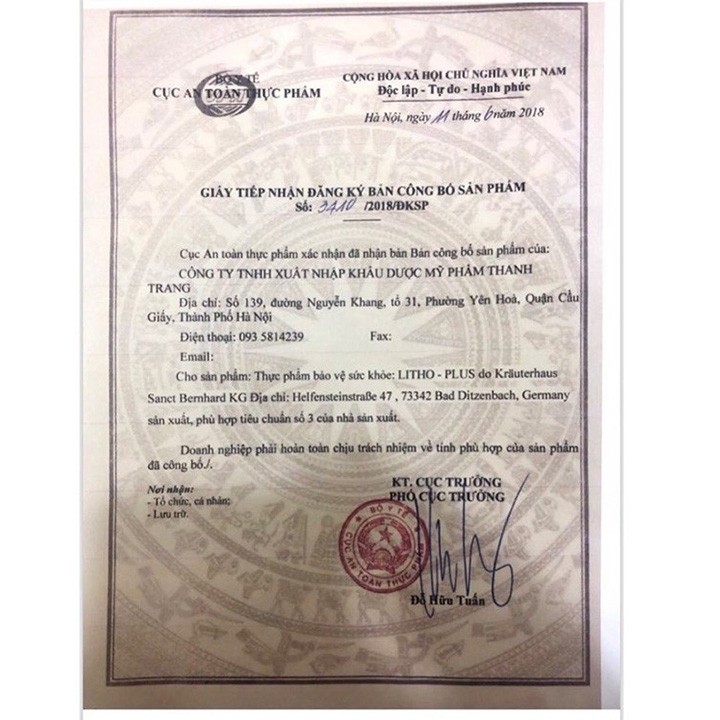 BỘ Y TẾ
CỤC AN TOÀN THỰC PHẨM
CỘNG HÒA XÃ HỘI CHỦ NGHĨA VIỆT NAM
Độc lập - Tự do - Hạnh phúc
Hà Nội, ngày 11 tháng 6 năm 2018
GIẤY TIẾP NHẬN ĐĂNG KÝ BẢN CÔNG BỐ SẢN PHẨM
Số: 3410 /2018/ĐKSP
Cục An toàn thực phẩm xác nhận đã nhận bản Bản công bố sản phẩm của:
CÔNG TY TNHH XUẤT NHẬP KHẨU DƯỢC MỸ PHẨM THANH
TRANG
Địa chỉ: Số 139, đường Nguyễn Khang, tổ 31, Phường Yên Hoà, Quận Cầu
Giấy, Thành Phố Hà Nội
Điện thoại: 093 5814239 Fax:
Email:
Cho sản phẩm: Thực phẩm bảo vệ sức khỏe: LITHO - PLUS do Kräuterhaus
Sanct Bernhard KG Địa chỉ: Helfensteinstraße 47 , 73342 Bad Ditzenbach, Germany
sản xuất, phù hợp tiêu chuẩn số 3 của nhà sản xuất.
Doanh nghiệp phải hoàn toàn chịu trách nhiệm về tính phù hợp của sản phẩm
đã công bố./.
Nơi nhận:
- Tổ chức, cá nhân;
- Lưu trữ.
KT. CỤC TRƯỞNG
PHÓ CỤC TRƯỞNG
BỘ Y TẾ
CỤC AN TOÀN THỰC PHẨM
Đỗ Hữu Tuấn